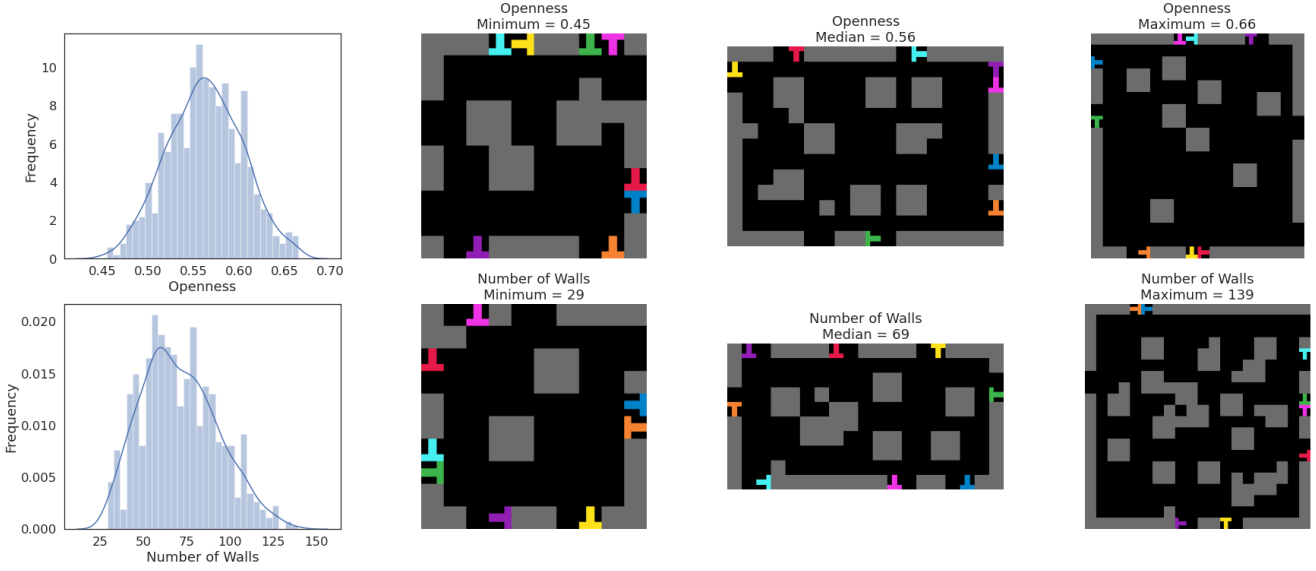 Openness
Minimum = 0.45
Openness
Median = 0.56
Openness
Maximum = 0.66
Frequency
10
8
6
4
2
0
0.45 0.50 0.55 0.60 0.65 0.70
Openness
Number of Walls
Minimum = 29
Number of Walls
Median = 69
Number of Walls
Maximum = 139
Frequency
0.020
0.015
0.010
0.005
0.000
25 50 75 100 125 150
Number of Walls